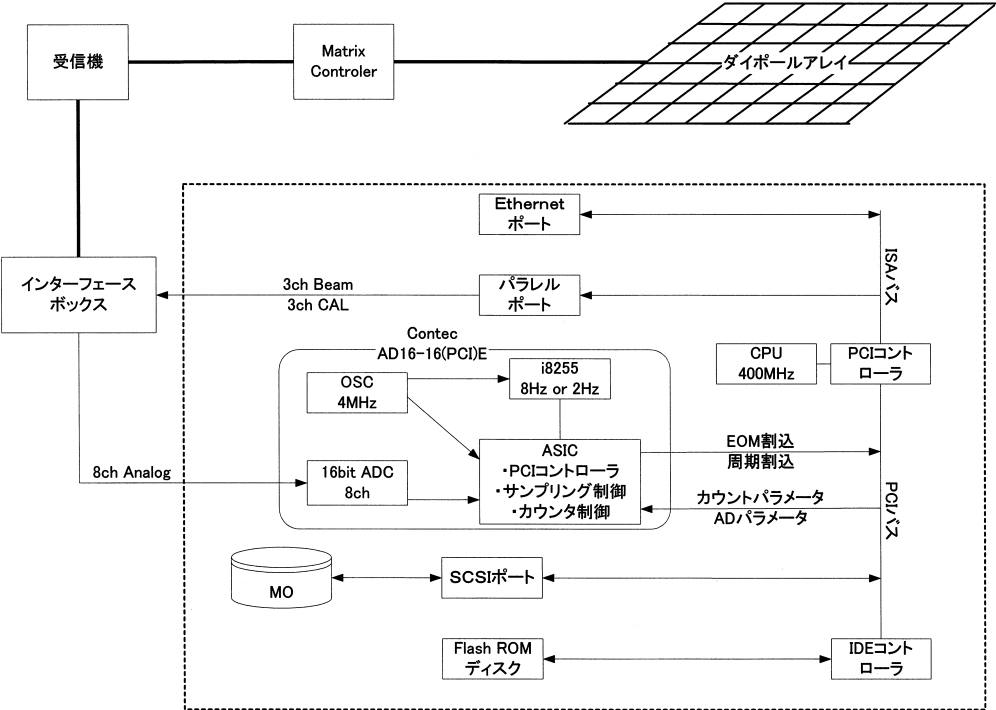 受信機
Matrix
Controler
ダイポールアレイ
Ethernet
ポート
ISAバス
インターフェース
ボックス
3ch Beam
3ch CAL
パラレル
ポート
Contec
AD16-16(PCI)E
CPU
400MHz
PCIコント
ローラ
OSC
4MHz
i8255
8Hz or 2Hz
ASIC
・PCIコントローラ
・サンプリング制御
・カウンタ制御
EOM割込
周期割込
8ch Analog
16bit ADC
8ch
カウントパラメータ
ADパラメータ
PCIバス
MO
SCSIポート
Flash ROM
ディスク
IDEコント
ローラ